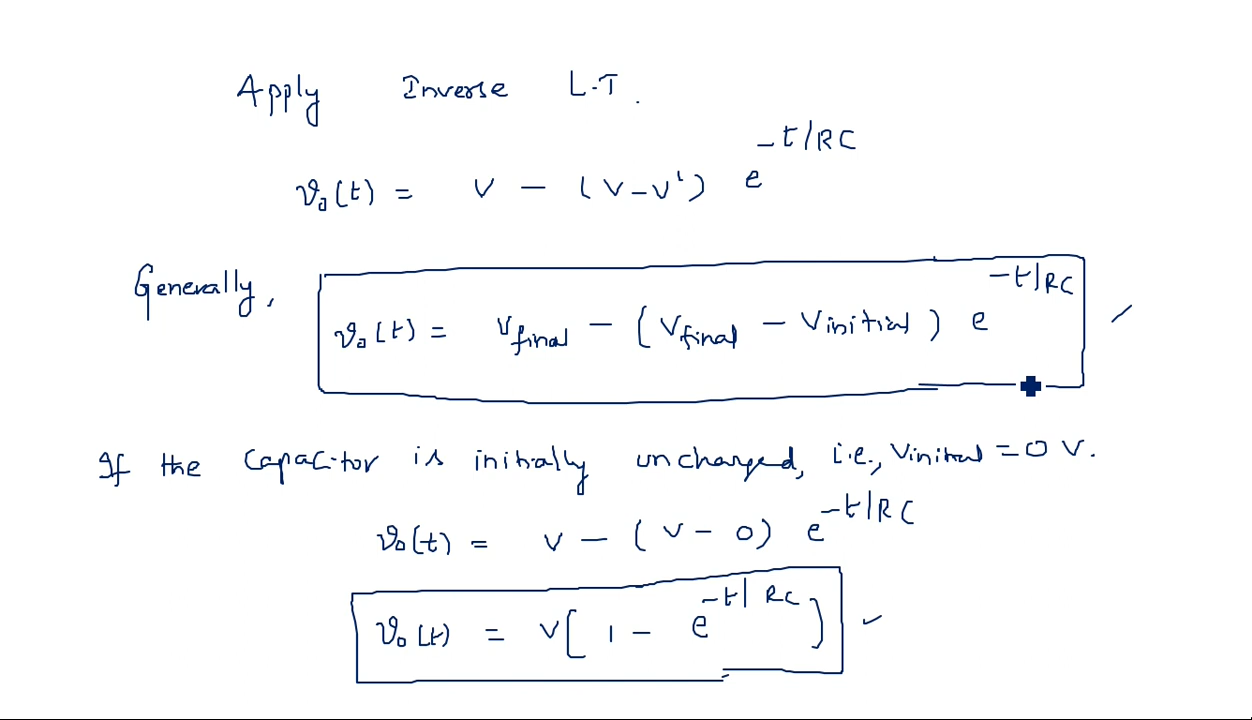 Apply Inverse L.T.
v₀(t) = V - (V-V') e^{-t/RC}
Generally,
v₀(t) = Vfinal - (Vfinal - Vinitial) e^{-t/RC}
If the capacitor is initially uncharged, i.e., Vinitial = 0 V.
v₀(t) = V - (V - 0) e^{-t/RC}
v₀(t) = V[1 - e^{-t/RC}]